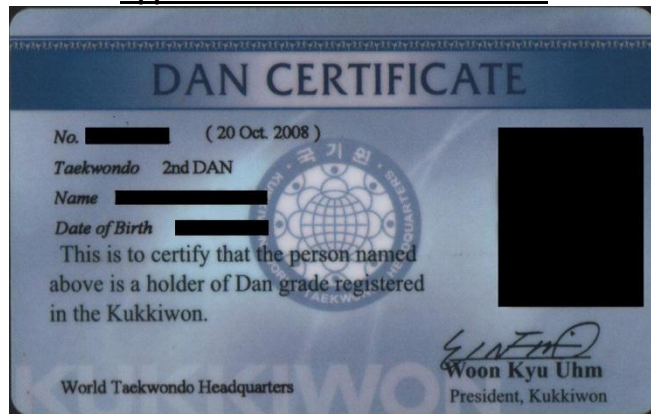 DAN CERTIFICATE
No. ( 20 Oct. 2008 )
Taekwondo 2nd DAN
Name
Date of Birth
This is to certify that the person named
above is a holder of Dan grade registered
in the Kukkiwon.
국기원
Woon Kyu Uhm
World Taekwondo Headquarters
President, Kukkiwon
KUKKIWON